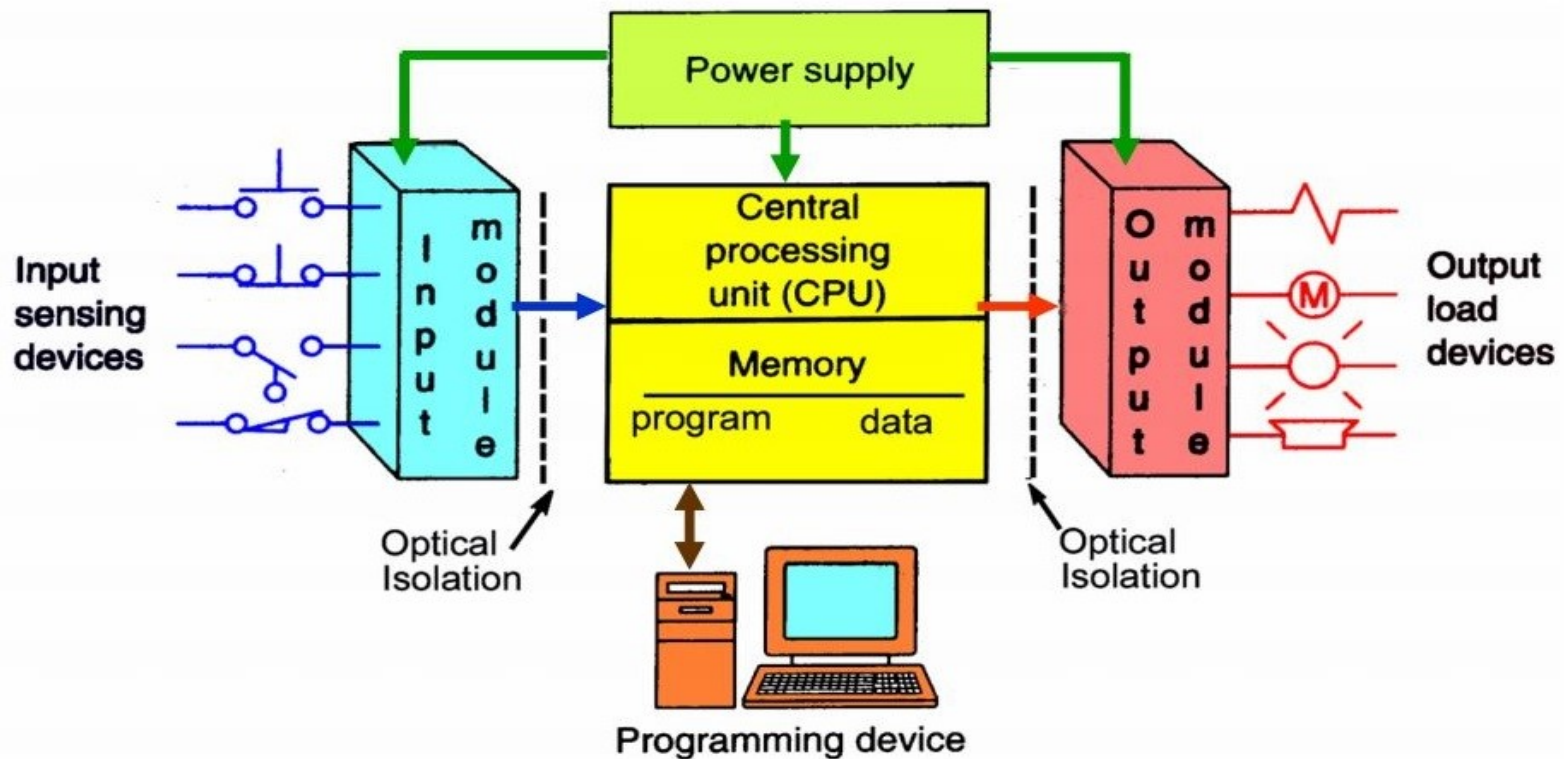 Power supply
Input
sensing
devices
Input
module
Central
processing
unit (CPU)
Memory
program data
Output
module
M
Output
load
devices
Optical
Isolation
Optical
Isolation
Programming device